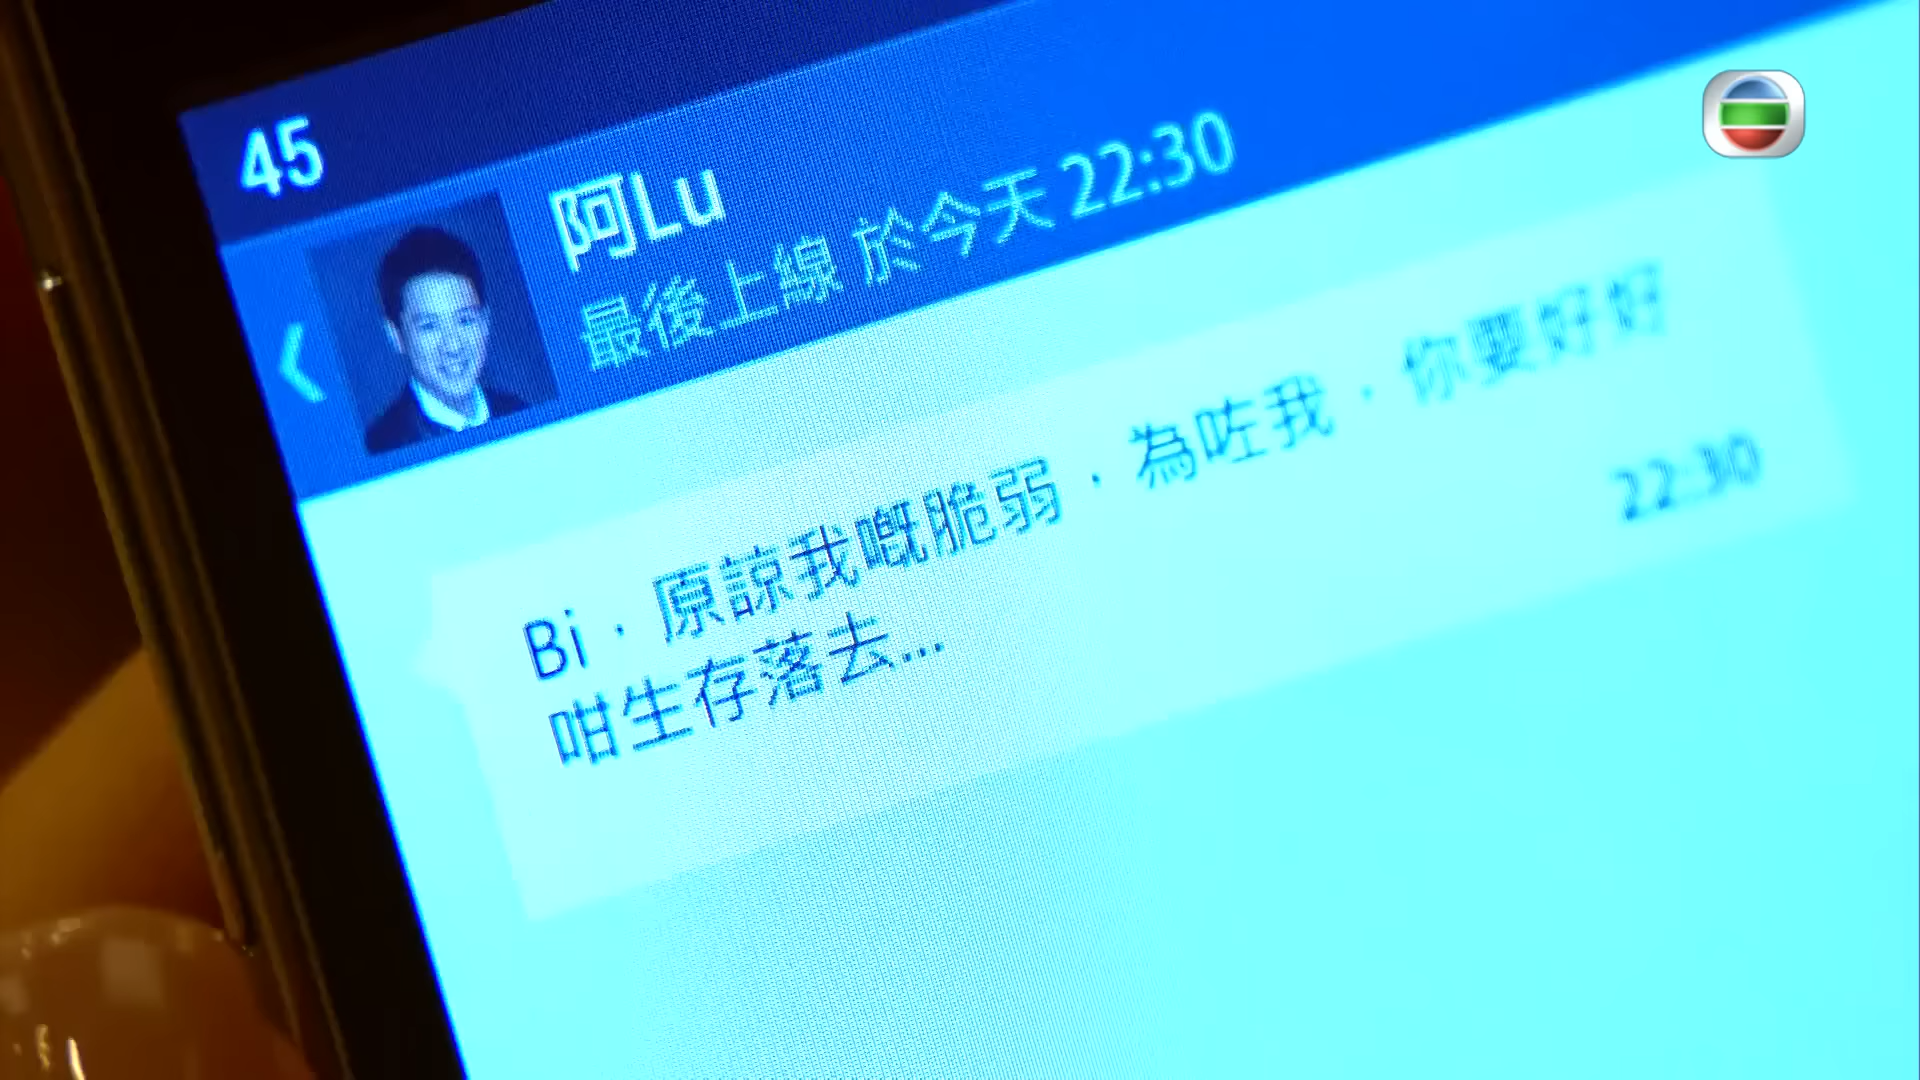 45
阿Lu
最後上線 於今天 22:30
Bi，原諒我嘅脆弱，為咗我，你要好好
咁生存落去...
22:30